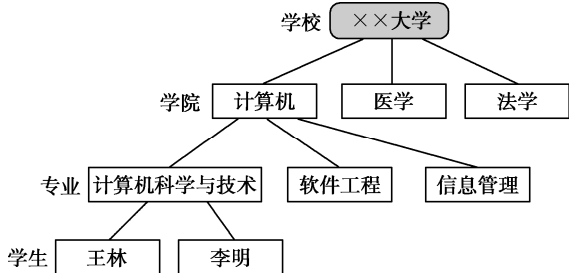 学校 ××大学
学院 计算机 医学 法学
专业 计算机科学与技术 软件工程 信息管理
学生 王林 李明